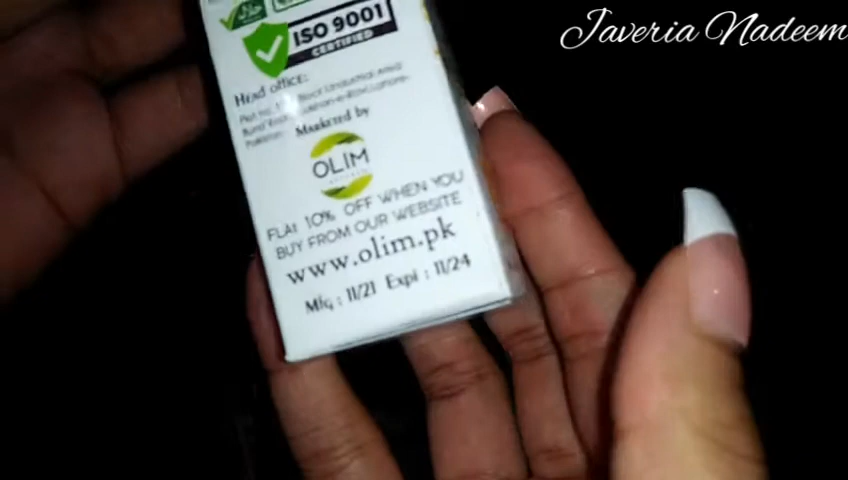 Javeria Nadeem
ISO 9001
CERTIFIED
Head office:
Pakistan
Marketed by
OLIM
FLAT 10% OFF WHEN YOU
BUY FROM OUR WEBSITE
www.olim.pk
Mfg : 11/21 Expi : 11/24